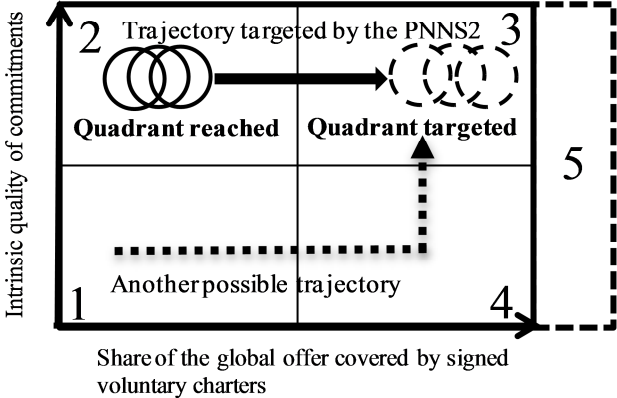 2
Trajectory targeted by the PNNS2
3
Quadrant reached
Quadrant targeted
5
Intrinsic quality of commitments
Another possible trajectory
1
4
Share of the global offer covered by signed
voluntary charters